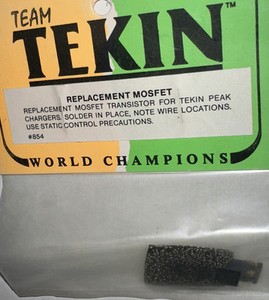 TEAM
TEKIN™
REPLACEMENT MOSFET
REPLACEMENT MOSFET TRANSISTOR FOR TEKIN PEAK
CHARGERS. SOLDER IN PLACE, NOTE WIRE LOCATIONS.
USE STATIC CONTROL PRECAUTIONS.
#854
WORLD CHAMPIONS